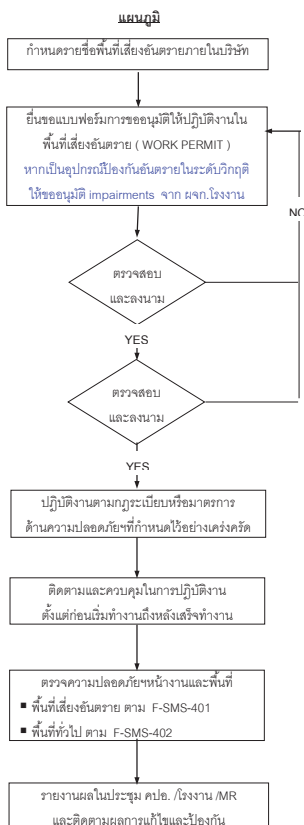 แผนภูมิ
กำหนดรายชื่อพื้นที่เสี่ยงอันตรายภายในบริษัท
ยื่นขอแบบฟอร์มการขออนุมัติให้ปฏิบัติงานใน
พื้นที่เสี่ยงอันตราย ( WORK PERMIT )
หากเป็นอุปกรณ์ป้องกันอันตรายในระดับวิกฤติ
ให้ขออนุมัติ impairments จาก ผจก.โรงงาน
NO
ตรวจสอบ
และลงนาม
YES
ตรวจสอบ
และลงนาม
YES
ปฏิบัติงานตามกฎระเบียบหรือมาตรการ
ด้านความปลอดภัยฯที่กำหนดไว้อย่างเคร่งครัด
ติดตามและควบคุมในการปฏิบัติงาน
ตั้งแต่ก่อนเริ่มทำงานถึงหลังเสร็จทำงาน
ตรวจความปลอดภัยฯหน้างานและพื้นที่
▪ พื้นที่เสี่ยงอันตราย ตาม F-SMS-401
▪ พื้นที่ทั่วไป ตาม F-SMS-402
รายงานผลในประชุม คปอ. /โรงงาน /MR
และติดตามผลการแก้ไขและป้องกัน